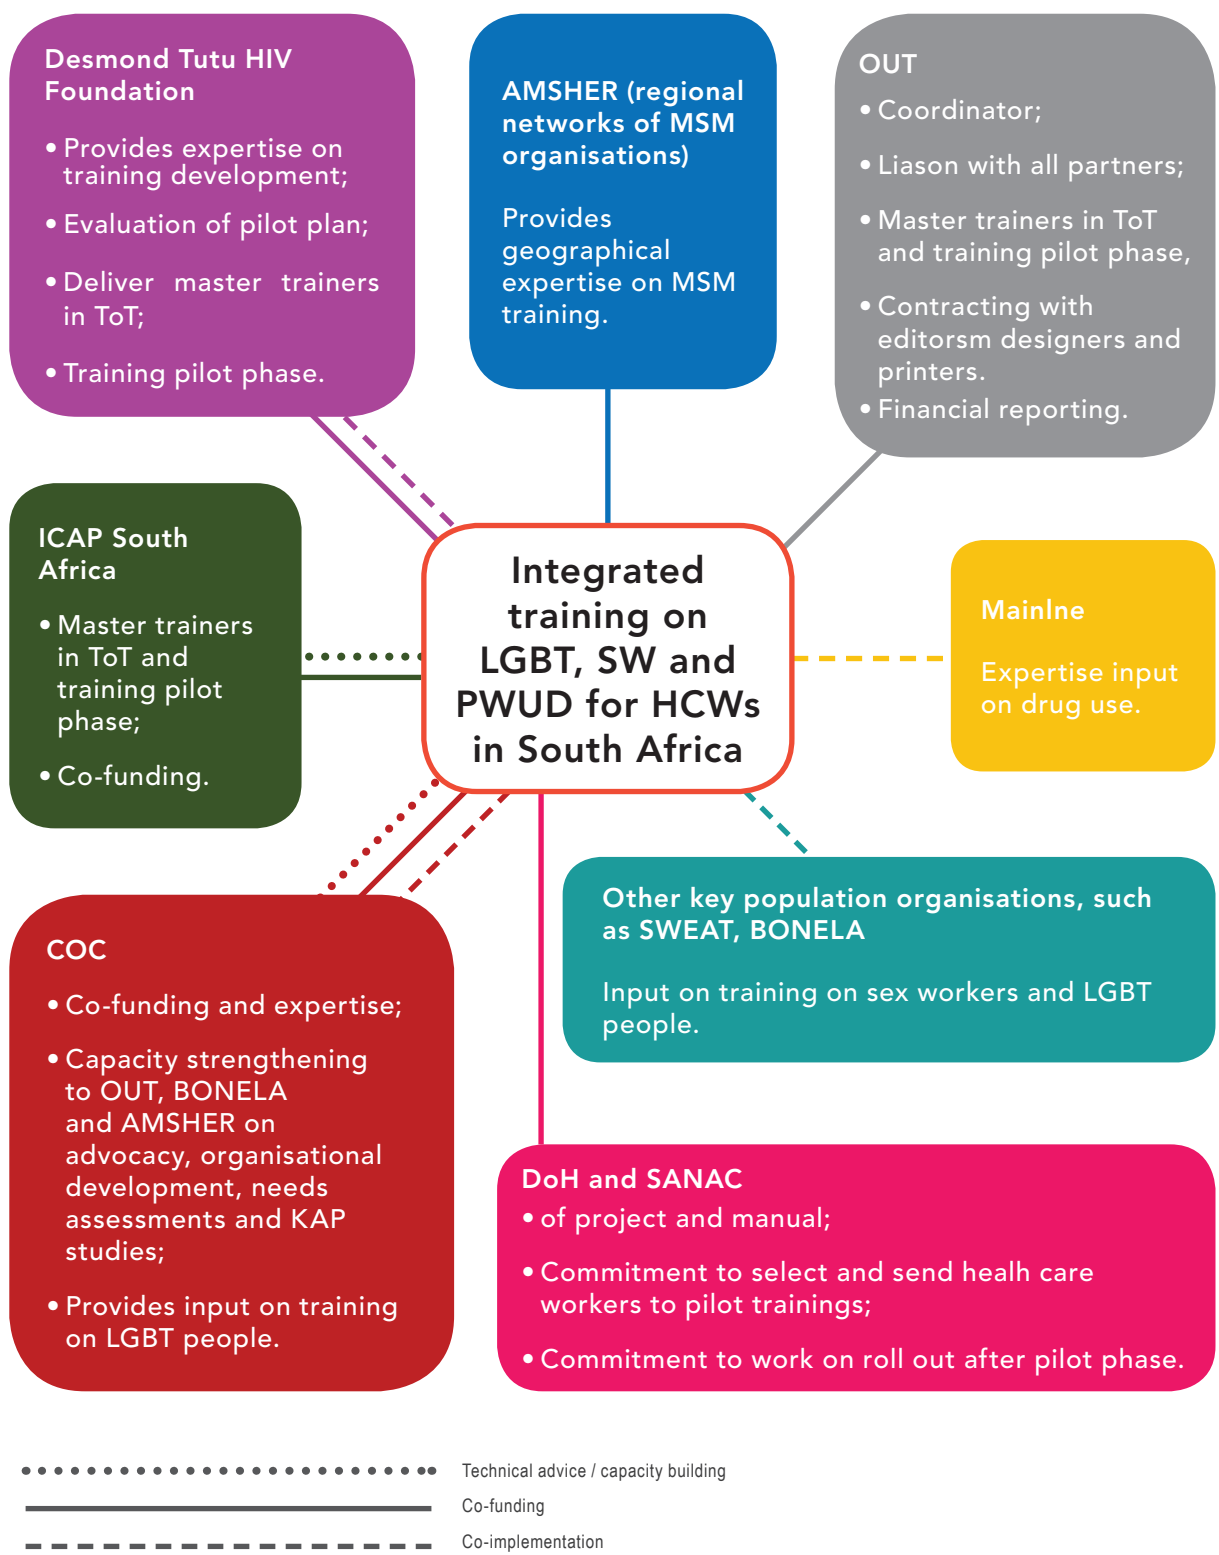 Desmond Tutu HIV
Foundation
• Provides expertise on
training development;
• Evaluation of pilot plan;
• Deliver master trainers
in ToT;
• Training pilot phase.
AMSHER (regional
networks of MSM
organisations)
Provides
geographical
expertise on MSM
training.
OUT
• Coordinator;
• Liason with all partners;
• Master trainers in ToT
and training pilot phase,
• Contracting with
editorsm designers and
printers.
• Financial reporting.
ICAP South
Africa
• Master trainers
in ToT and
training pilot
phase;
• Co-funding.
Integrated
training on
LGBT, SW and
PWUD for HCWs
in South Africa
Mainlne
Expertise input
on drug use.
COC
• Co-funding and expertise;
• Capacity strengthening
to OUT, BONELA
and AMSHER on
advocacy, organisational
development, needs
assessments and KAP
studies;
• Provides input on training
on LGBT people.
Other key population organisations, such
as SWEAT, BONELA
Input on training on sex workers and LGBT
people.
DoH and SANAC
• of project and manual;
• Commitment to select and send healh care
workers to pilot trainings;
• Commitment to work on roll out after pilot phase.
Technical advice / capacity building
Co-funding
Co-implementation